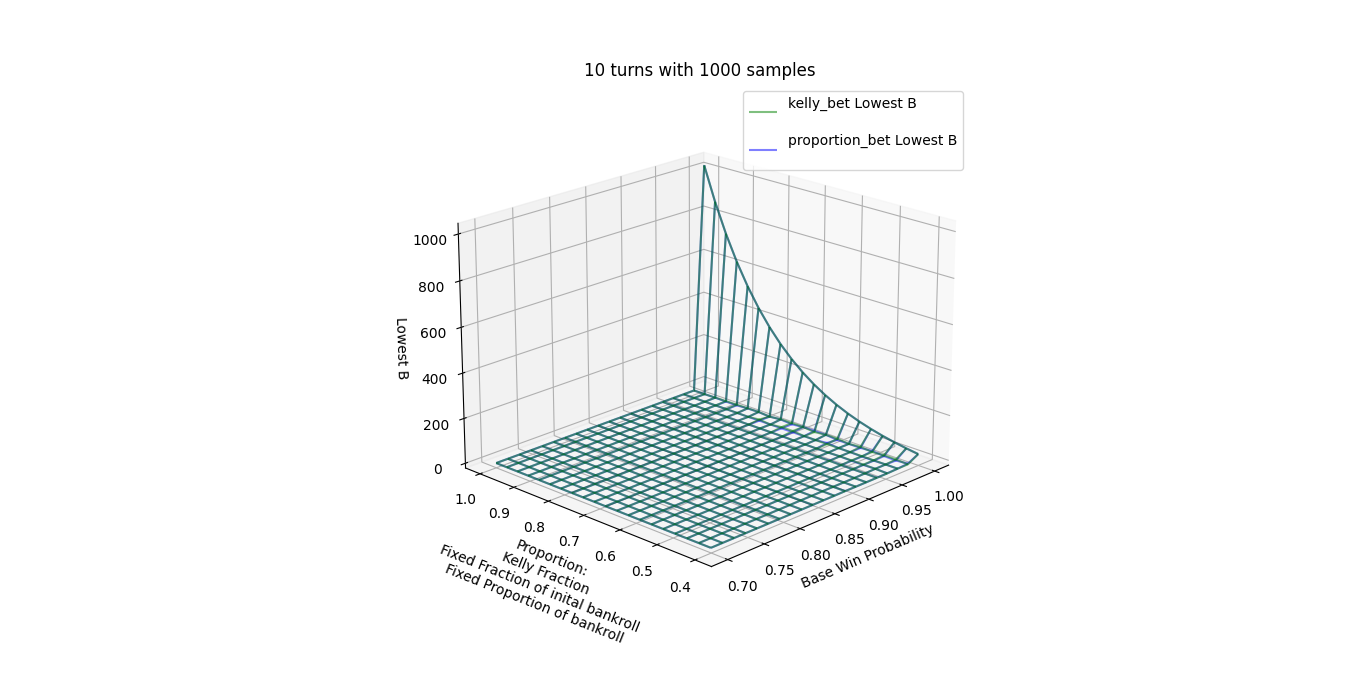 10 turns with 1000 samples
kelly_bet Lowest B
proportion_bet Lowest B
1000
800
600
400
200
0
Lowest B
1.0
0.9
0.8
0.7
0.6
0.5
0.4
Proportion:
Kelly Fraction
Fixed Fraction of inital bankroll
Fixed Proportion of bankroll
0.70
0.75
0.80
0.85
0.90
0.95
1.00
Base Win Probability